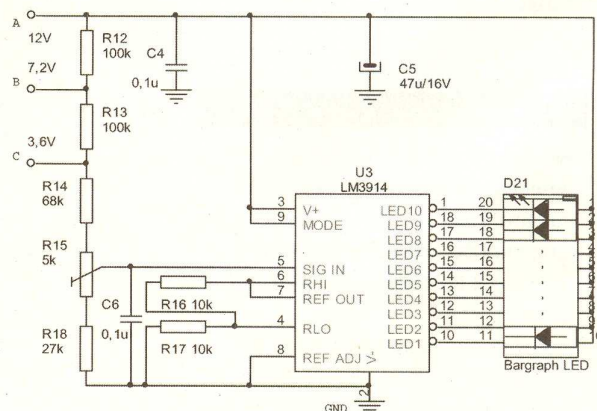 A
12V
R12
100k
7,2V
B
R13
100k
3,6V
C
R14
68k
R15
5k
R18
27k
C4
0,1u
C5
47u/16V
C6
0,1u
R16 10k
R17 10k
U3
LM3914
3 V+
9 MODE
5 SIG IN
6 RHI
7 REF OUT
4 RLO
8 REF ADJ V-
2
LED10 1 20
LED9 18 19
LED8 17 18
LED7 16 17
LED6 15 16
LED5 14 15
LED4 13 14
LED3 12 13
LED2 11 12
LED1 10 11
D21
Bargraph LED
GND